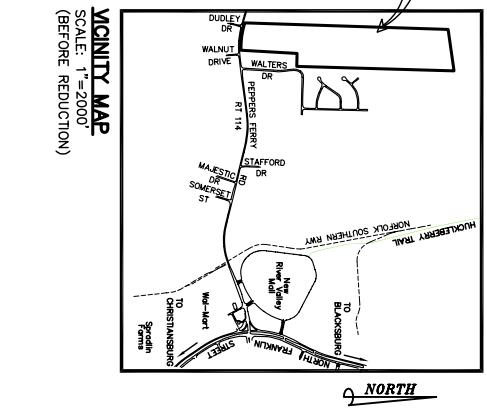 VICINITY MAP
SCALE: 1"=2000'
(BEFORE REDUCTION)
DUDLEY
DR
WALNUT
DRIVE
WALTERS
DR
PEPPERS FERRY
RD
RT 114
STAFFORD
DR
MAJESTIC
DR
SOMERSET
ST
HUCKLEBERRY TRAIL
NORFOLK SOUTHERN RWY
New
River Valley
Mall
TO
BLACKSBURG
Wal-Mart
TO
CHRISTIANSBURG
Spradlin
Farms
NORTH FRANKLIN STREET
NORTH